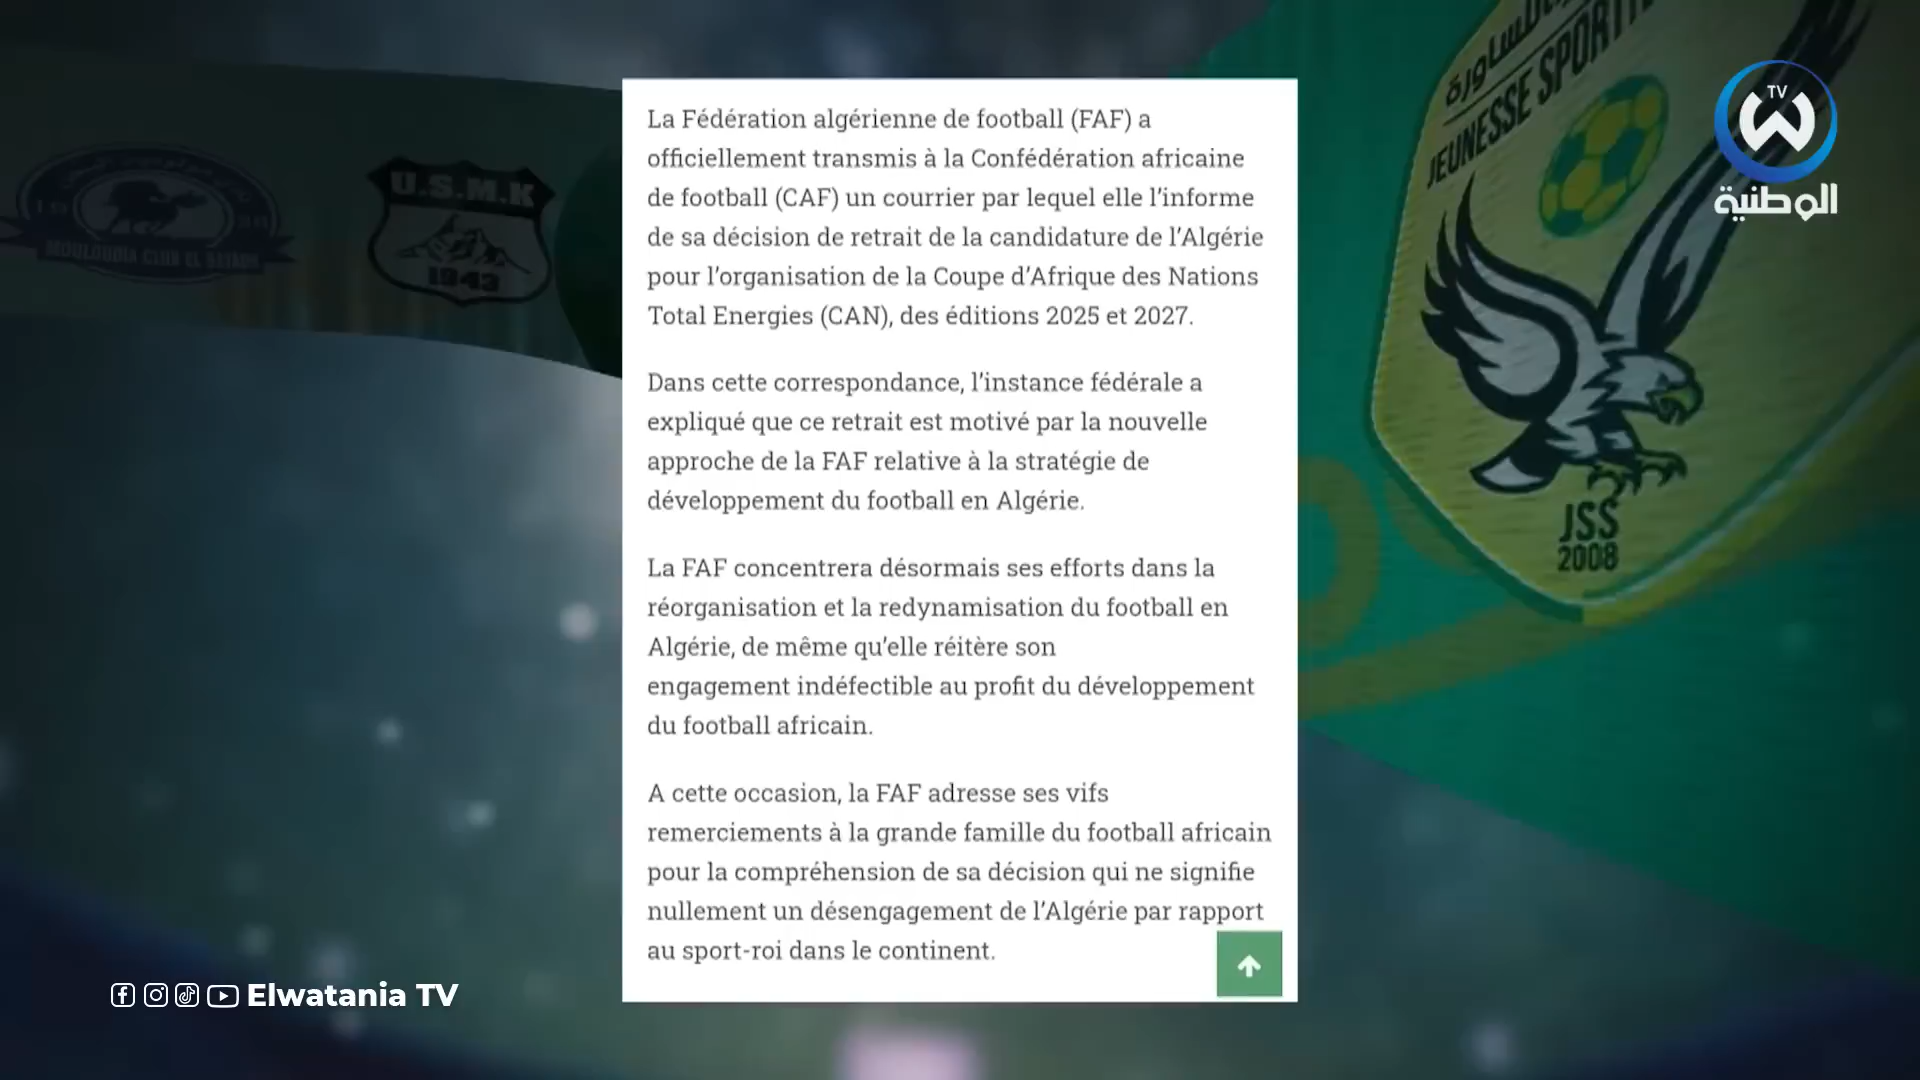 La Fédération algérienne de football (FAF) a
officiellement transmis à la Confédération africaine
de football (CAF) un courrier par lequel elle l’informe
de sa décision de retrait de la candidature de l’Algérie
pour l’organisation de la Coupe d’Afrique des Nations
Total Energies (CAN), des éditions 2025 et 2027.
Dans cette correspondance, l’instance fédérale a
expliqué que ce retrait est motivé par la nouvelle
approche de la FAF relative à la stratégie de
développement du football en Algérie.
La FAF concentrera désormais ses efforts dans la
réorganisation et la redynamisation du football en
Algérie, de même qu’elle réitère son
engagement indéfectible au profit du développement
du football africain.
A cette occasion, la FAF adresse ses vifs
remerciements à la grande famille du football africain
pour la compréhension de sa décision qui ne signifie
nullement un désengagement de l’Algérie par rapport
au sport-roi dans le continent.
U.S.M.K
1943
MOULOUDIA CLUB EL BAYADH
JEUNESSE SPORTIVE
JSS
2008
TV
الوطنية
Elwatania TV